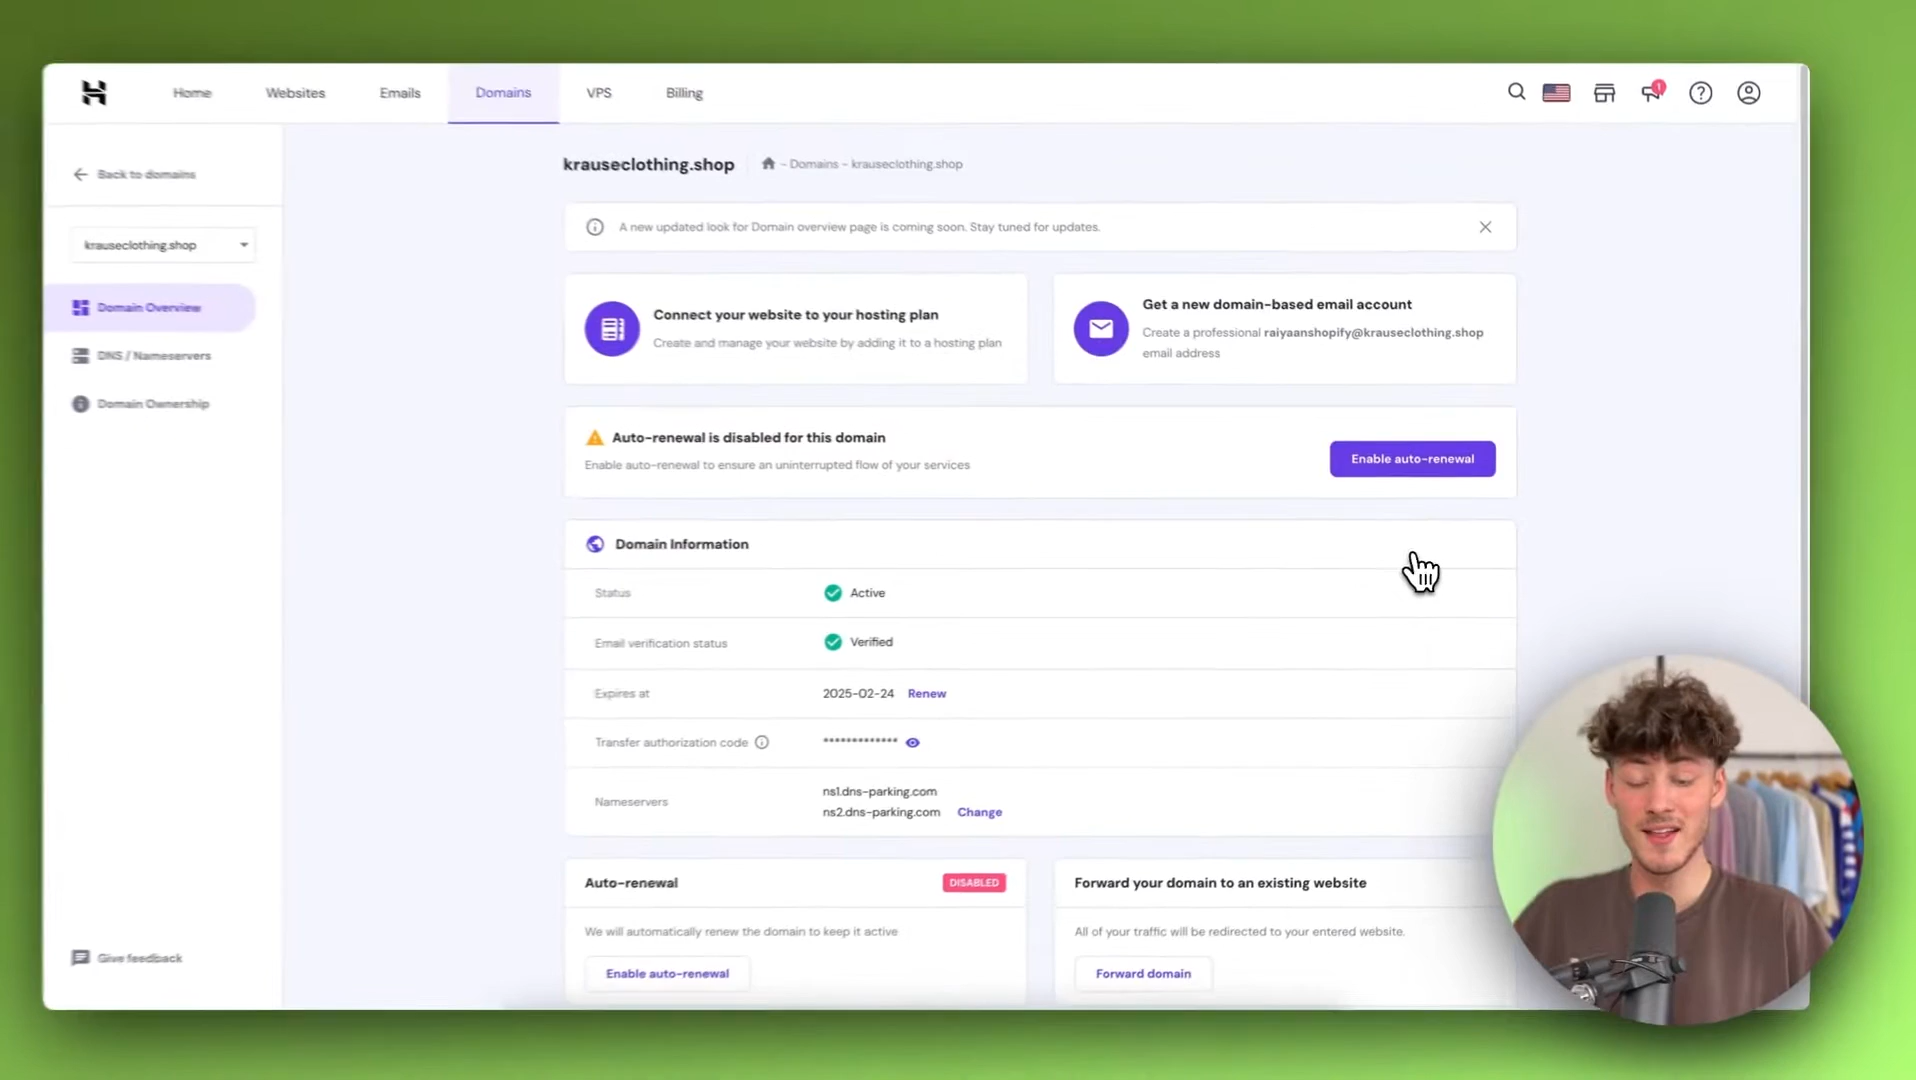 Home
Websites
Emails
Domains
VPS
Billing
1
Back to domains
krauseclothing.shop
Domain Overview
DNS / Nameservers
Domain Ownership
Give feedback
krauseclothing.shop
- Domains - krauseclothing.shop
A new updated look for Domain overview page is coming soon. Stay tuned for updates.
Connect your website to your hosting plan
Create and manage your website by adding it to a hosting plan
Get a new domain-based email account
Create a professional raiyaanshopify@krauseclothing.shop
email address
Auto-renewal is disabled for this domain
Enable auto-renewal to ensure an uninterrupted flow of your services
Enable auto-renewal
Domain Information
Status
Active
Email verification status
Verified
Expires at
2025-02-24 Renew
Transfer authorization code
*************
Nameservers
ns1.dns-parking.com
ns2.dns-parking.com Change
Auto-renewal
DISABLED
We will automatically renew the domain to keep it active
Enable auto-renewal
Forward your domain to an existing website
All of your traffic will be redirected to your entered website.
Forward domain